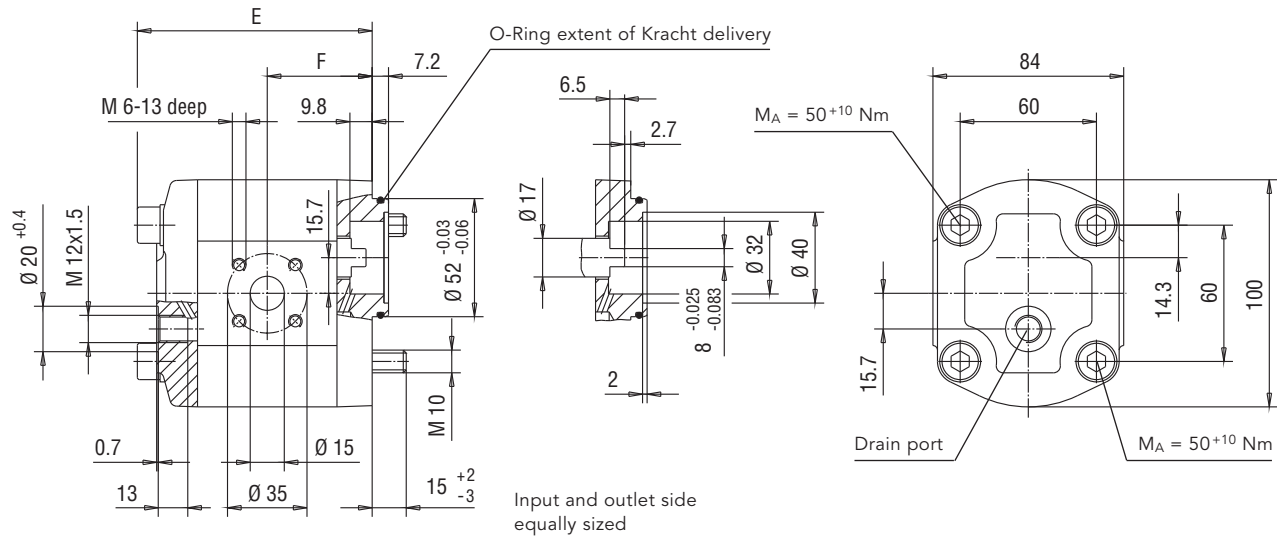 E
O-Ring extent of Kracht delivery
F
7.2
M 6-13 deep
9.8
15.7
Ø 20 +0.4
M 12x1.5
Ø 52 -0.03 -0.06
M 10
0.7
Ø 15
13
Ø 35
15 +2 -3
6.5
2.7
Ø 17
Ø 32
Ø 40
8 -0.025 -0.083
2
Input and outlet side
equally sized
84
MA = 50+10 Nm
60
14.3
60
100
15.7
Drain port
MA = 50+10 Nm